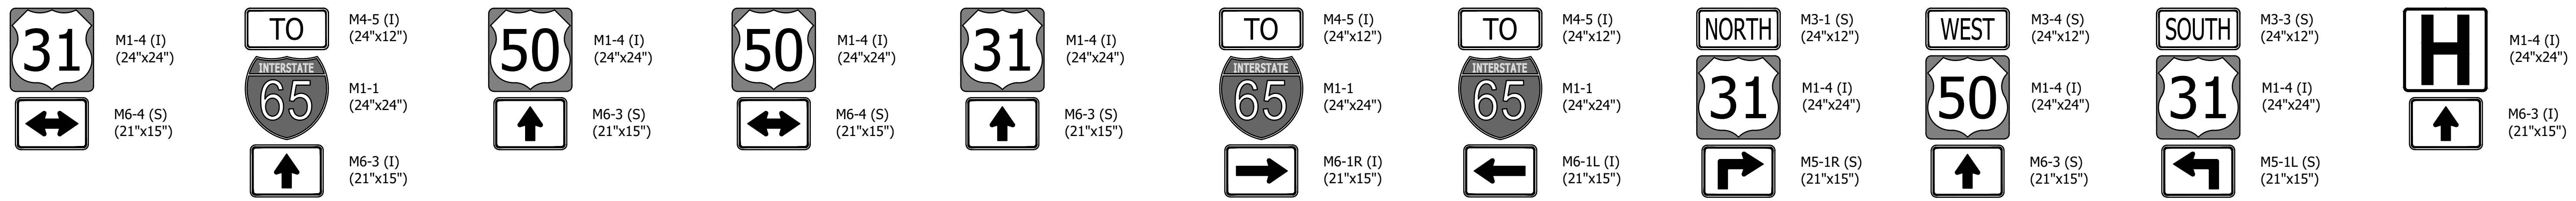 31
M1-4 (I)
(24"x24")
M6-4 (S)
(21"x15")
TO
M4-5 (I)
(24"x12")
INTERSTATE
65
M1-1
(24"x24")
M6-3 (I)
(21"x15")
50
M1-4 (I)
(24"x24")
M6-3 (S)
(21"x15")
50
M1-4 (I)
(24"x24")
M6-4 (S)
(21"x15")
31
M1-4 (I)
(24"x24")
M6-3 (S)
(21"x15")
TO
M4-5 (I)
(24"x12")
INTERSTATE
65
M1-1
(24"x24")
M6-1R (I)
(21"x15")
TO
M4-5 (I)
(24"x12")
INTERSTATE
65
M1-1
(24"x24")
M6-1L (I)
(21"x15")
NORTH
M3-1 (S)
(24"x12")
31
M1-4 (I)
(24"x24")
M5-1R (S)
(21"x15")
WEST
M3-4 (S)
(24"x12")
50
M1-4 (I)
(24"x24")
M6-3 (S)
(21"x15")
SOUTH
M3-3 (S)
(24"x12")
31
M1-4 (I)
(24"x24")
M5-1L (S)
(21"x15")
H
M1-4 (I)
(24"x24")
M6-3 (I)
(21"x15")